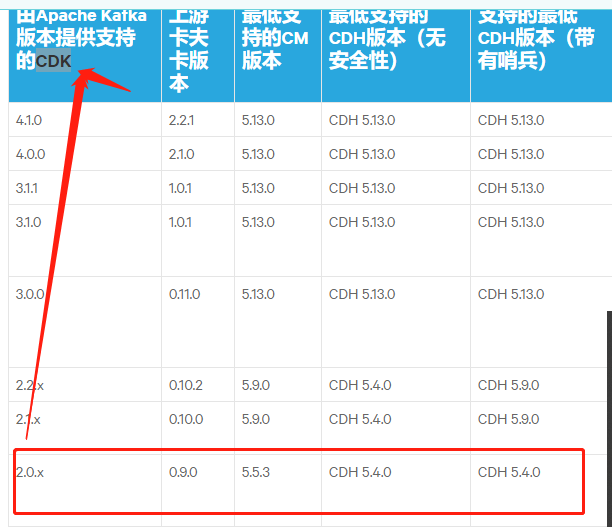 由Apache Kafka
版本提供支持
的CDK
上游
卡夫
卡版
本
最低支
持的CM
版本
最低支持的
CDH版本（无
安全性）
支持的最低
CDH版本（带
有哨兵）
4.1.0 2.2.1 5.13.0 CDH 5.13.0 CDH 5.13.0
4.0.0 2.1.0 5.13.0 CDH 5.13.0 CDH 5.13.0
3.1.1 1.0.1 5.13.0 CDH 5.13.0 CDH 5.13.0
3.1.0 1.0.1 5.13.0 CDH 5.13.0 CDH 5.13.0
3.0.0 0.11.0 5.13.0 CDH 5.13.0 CDH 5.13.0
2.2.x 0.10.2 5.9.0 CDH 5.4.0 CDH 5.9.0
2.1.x 0.10.0 5.9.0 CDH 5.4.0 CDH 5.9.0
2.0.x 0.9.0 5.5.3 CDH 5.4.0 CDH 5.4.0